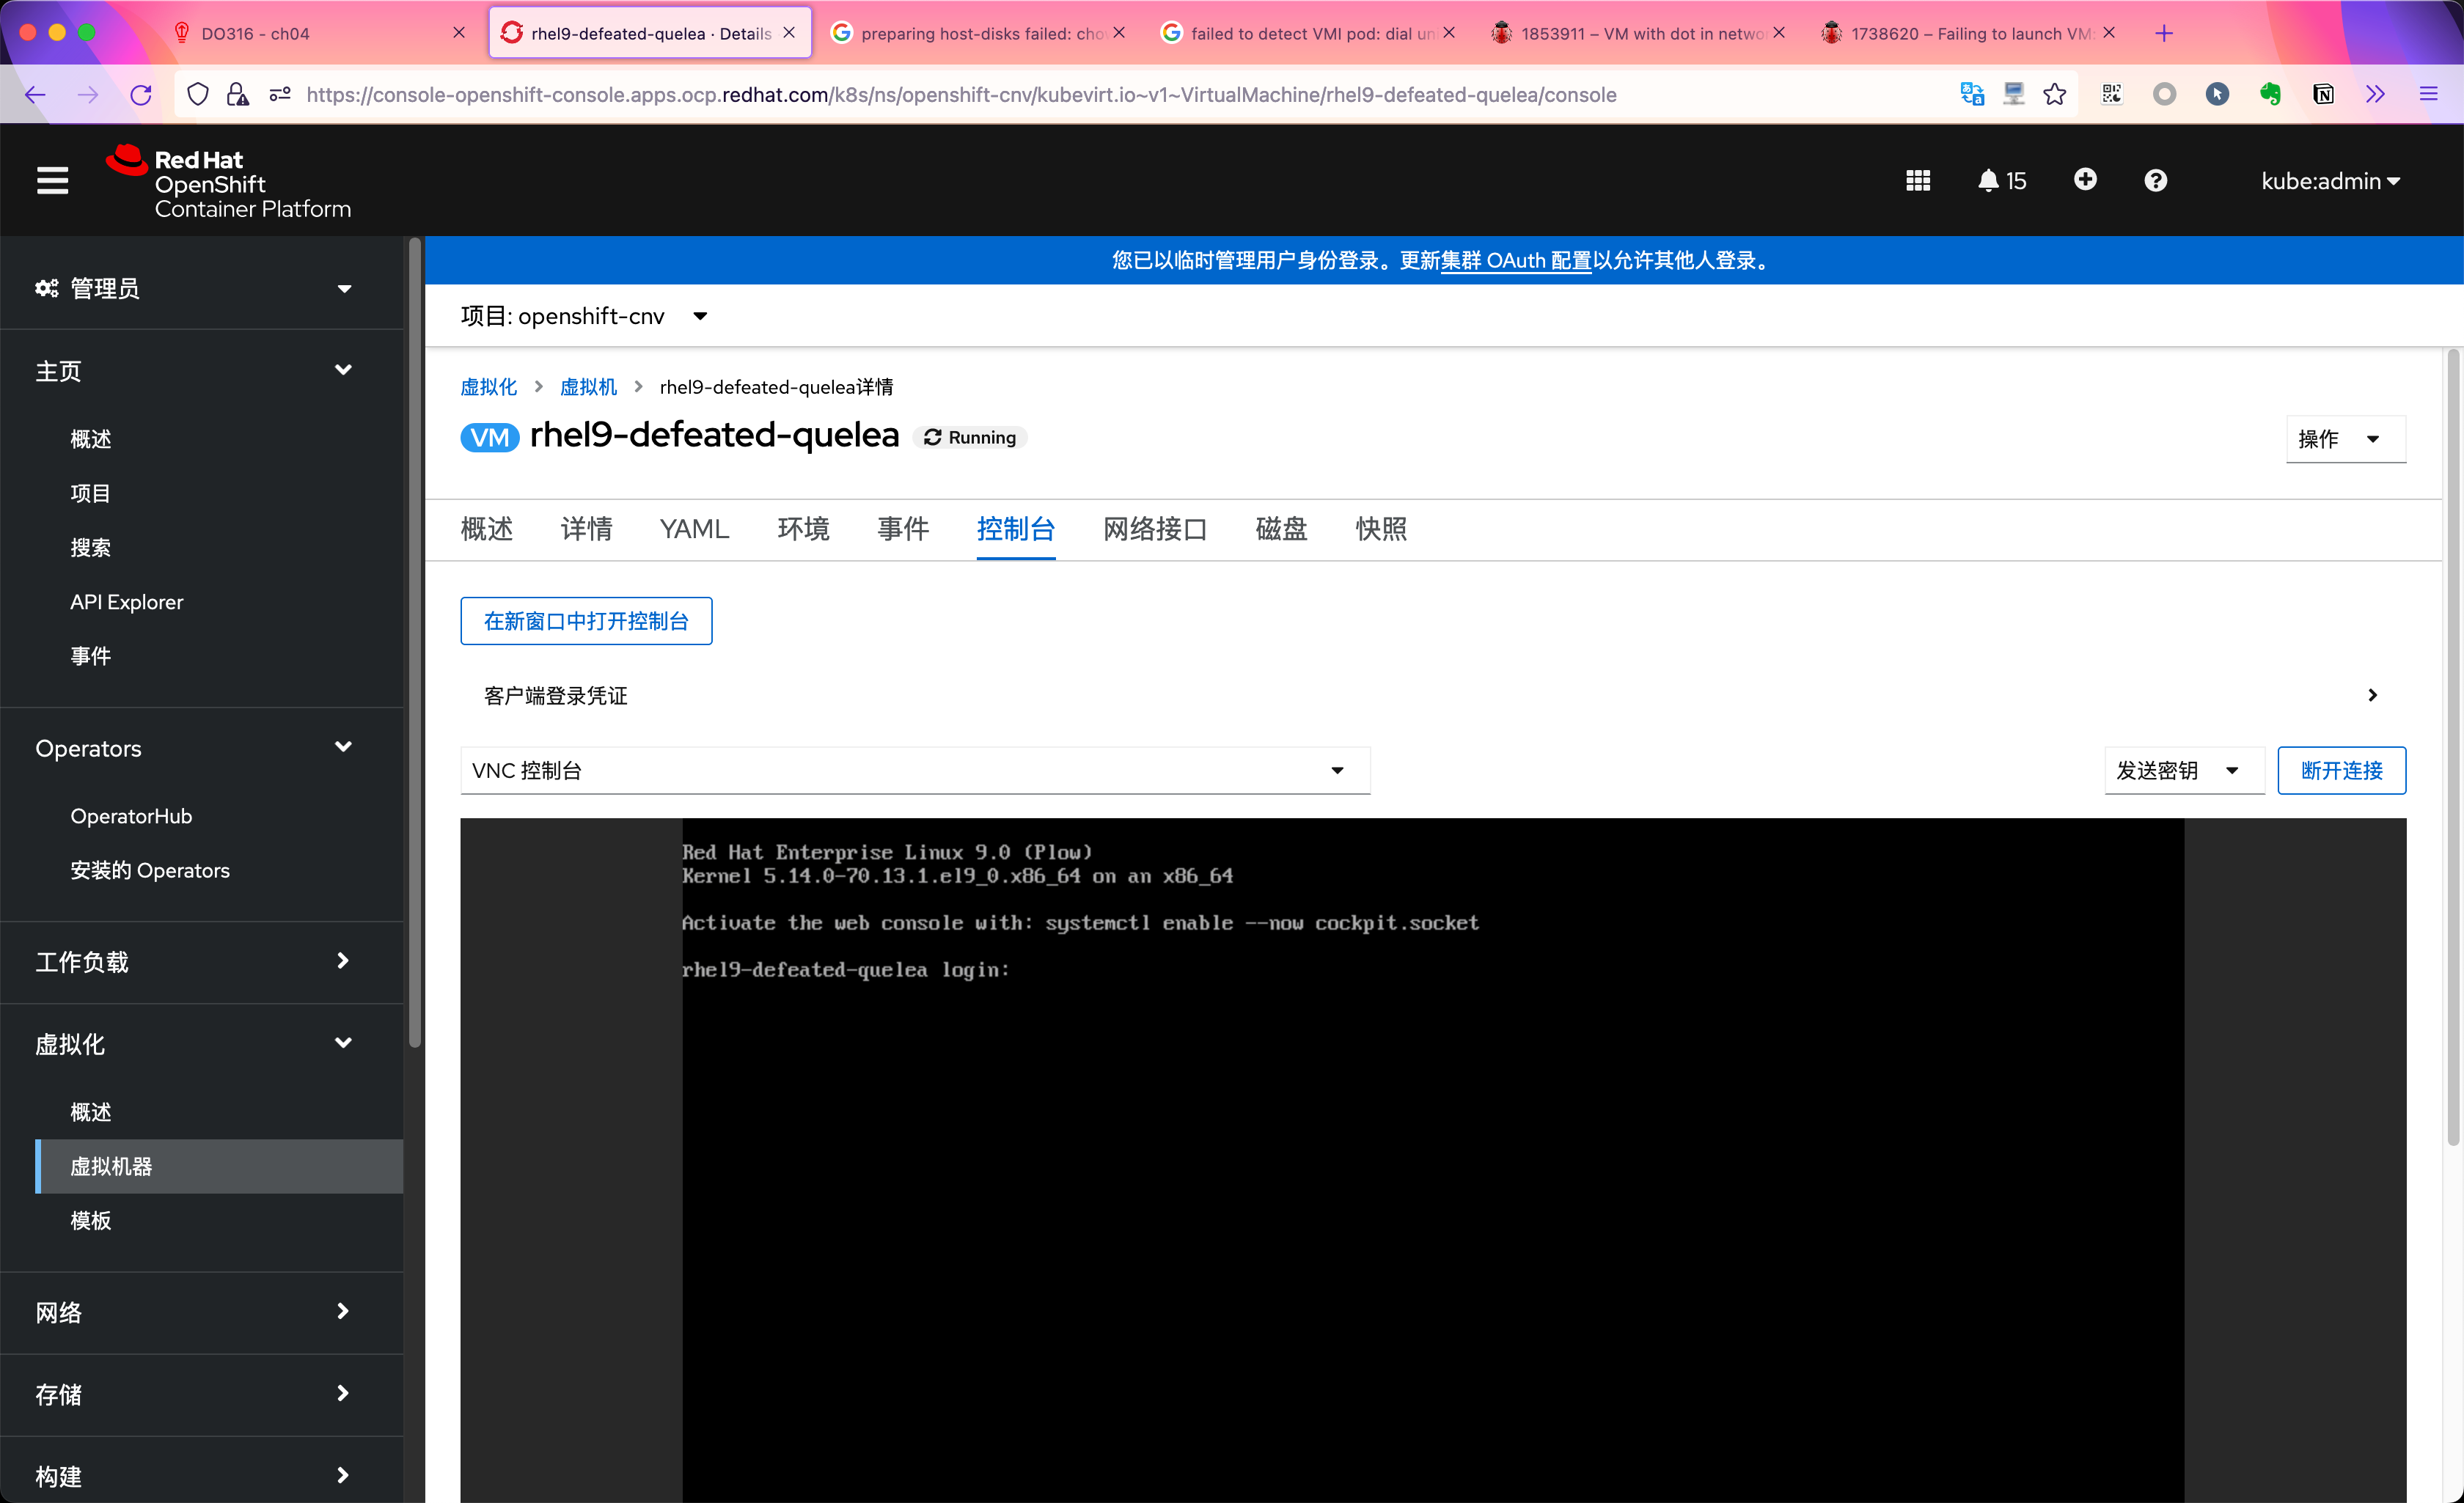 DO316 - ch04
rhel9-defeated-quelea · Details
preparing host-disks failed: cho
failed to detect VMI pod: dial un
1853911 – VM with dot in netwo
1738620 – Failing to launch VM
https://console-openshift-console.apps.ocp.redhat.com/k8s/ns/openshift-cnv/kubevirt.io~v1~VirtualMachine/rhel9-defeated-quelea/console
Red Hat
OpenShift
Container Platform
15
kube:admin
您已以临时管理用户身份登录。更新集群 OAuth 配置以允许其他人登录。
管理员
主页
概述
项目
搜索
API Explorer
事件
Operators
OperatorHub
安装的 Operators
工作负载
虚拟化
概述
虚拟机器
模板
网络
存储
构建
项目: openshift-cnv
虚拟化 > 虚拟机 > rhel9-defeated-quelea详情
VM rhel9-defeated-quelea Running
操作
概述 详情 YAML 环境 事件 控制台 网络接口 磁盘 快照
在新窗口中打开控制台
客户端登录凭证
VNC 控制台
发送密钥
断开连接
Red Hat Enterprise Linux 9.0 (Plow)
Kernel 5.14.0-70.13.1.el9_0.x86_64 on an x86_64
Activate the web console with: systemctl enable --now cockpit.socket
rhel9-defeated-quelea login: